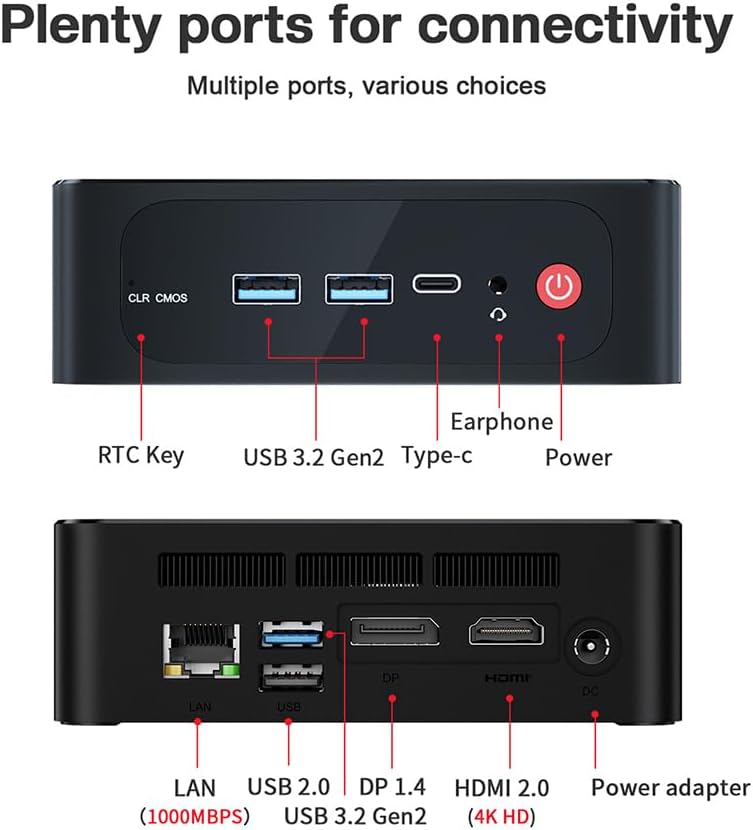 Plenty ports for connectivity
Multiple ports, various choices
CLR CMOS
RTC Key
USB 3.2 Gen2
Type-c
Earphone
Power
LAN
USB
DP
HDMI
DC
LAN
(1000MBPS)
USB 2.0
USB 3.2 Gen2
DP 1.4
HDMI 2.0
(4K HD)
Power adapter